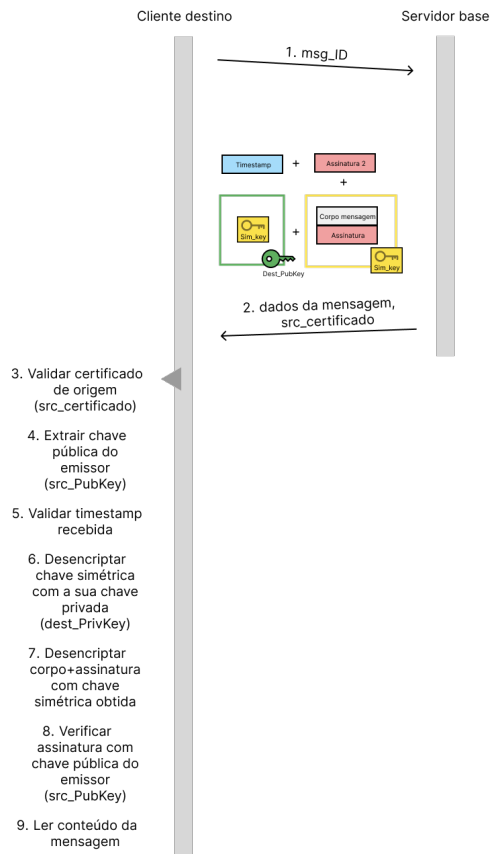 Cliente destino
Servidor base
1. msg_ID
Timestamp
+
Assinatura 2
+
Sim_key
+
Corpo mensagem
Assinatura
Sim_key
Dest_PubKey
2. dados da mensagem,
src_certificado
3. Validar certificado
de origem
(src_certificado)
4. Extrair chave
pública do
emissor
(src_PubKey)
5. Validar timestamp
recebida
6. Desencriptar
chave simétrica
com a sua chave
privada
(dest_PrivKey)
7. Desencriptar
corpo+assinatura
com chave
simétrica obtida
8. Verificar
assinatura com
chave pública do
emissor
(src_PubKey)
9. Ler conteúdo da
mensagem